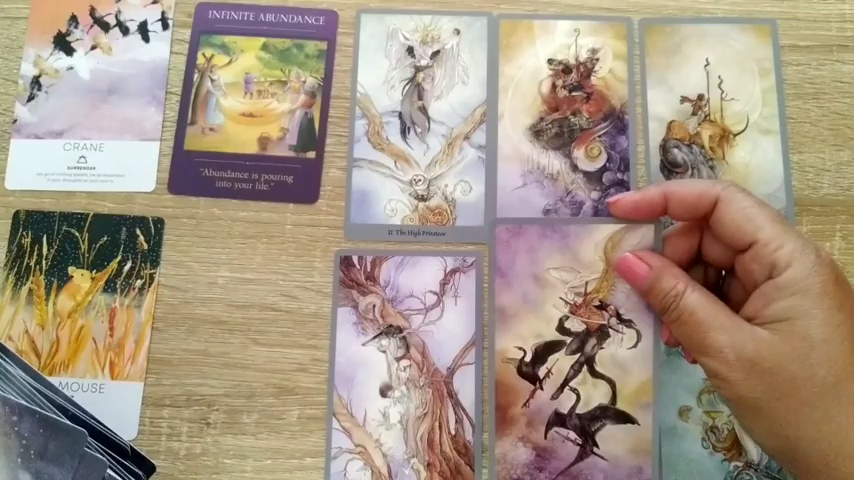 CRANE
SURRENDER
INFINITE ABUNDANCE
"Abundance is pouring
into your life."
II The High Priestess
MOUSE